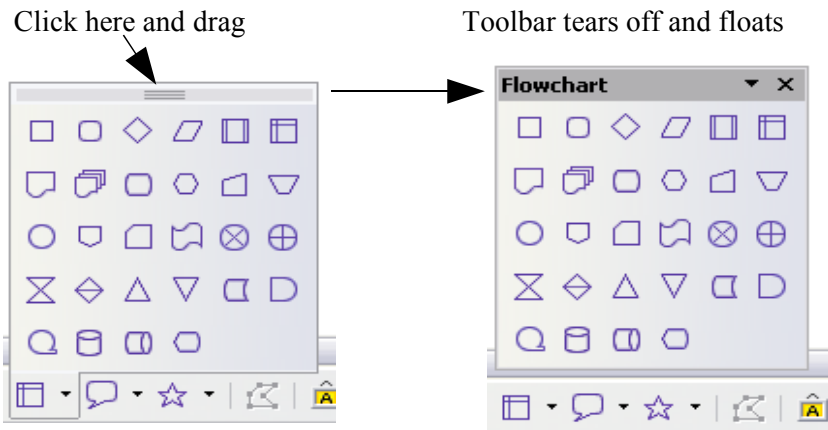 Click here and drag
Toolbar tears off and floats
Flowchart
A
A